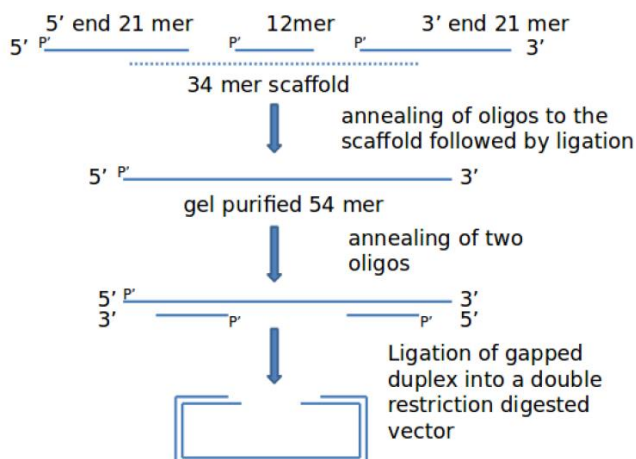 5' end 21 mer 12mer 3' end 21 mer
5' P' P' P' 3'
34 mer scaffold
annealing of oligos to the
scaffold followed by ligation
5' P' 3'
gel purified 54 mer
annealing of two
oligos
5' P' 3'
3' P' P' 5'
Ligation of gapped
duplex into a double
restriction digested
vector